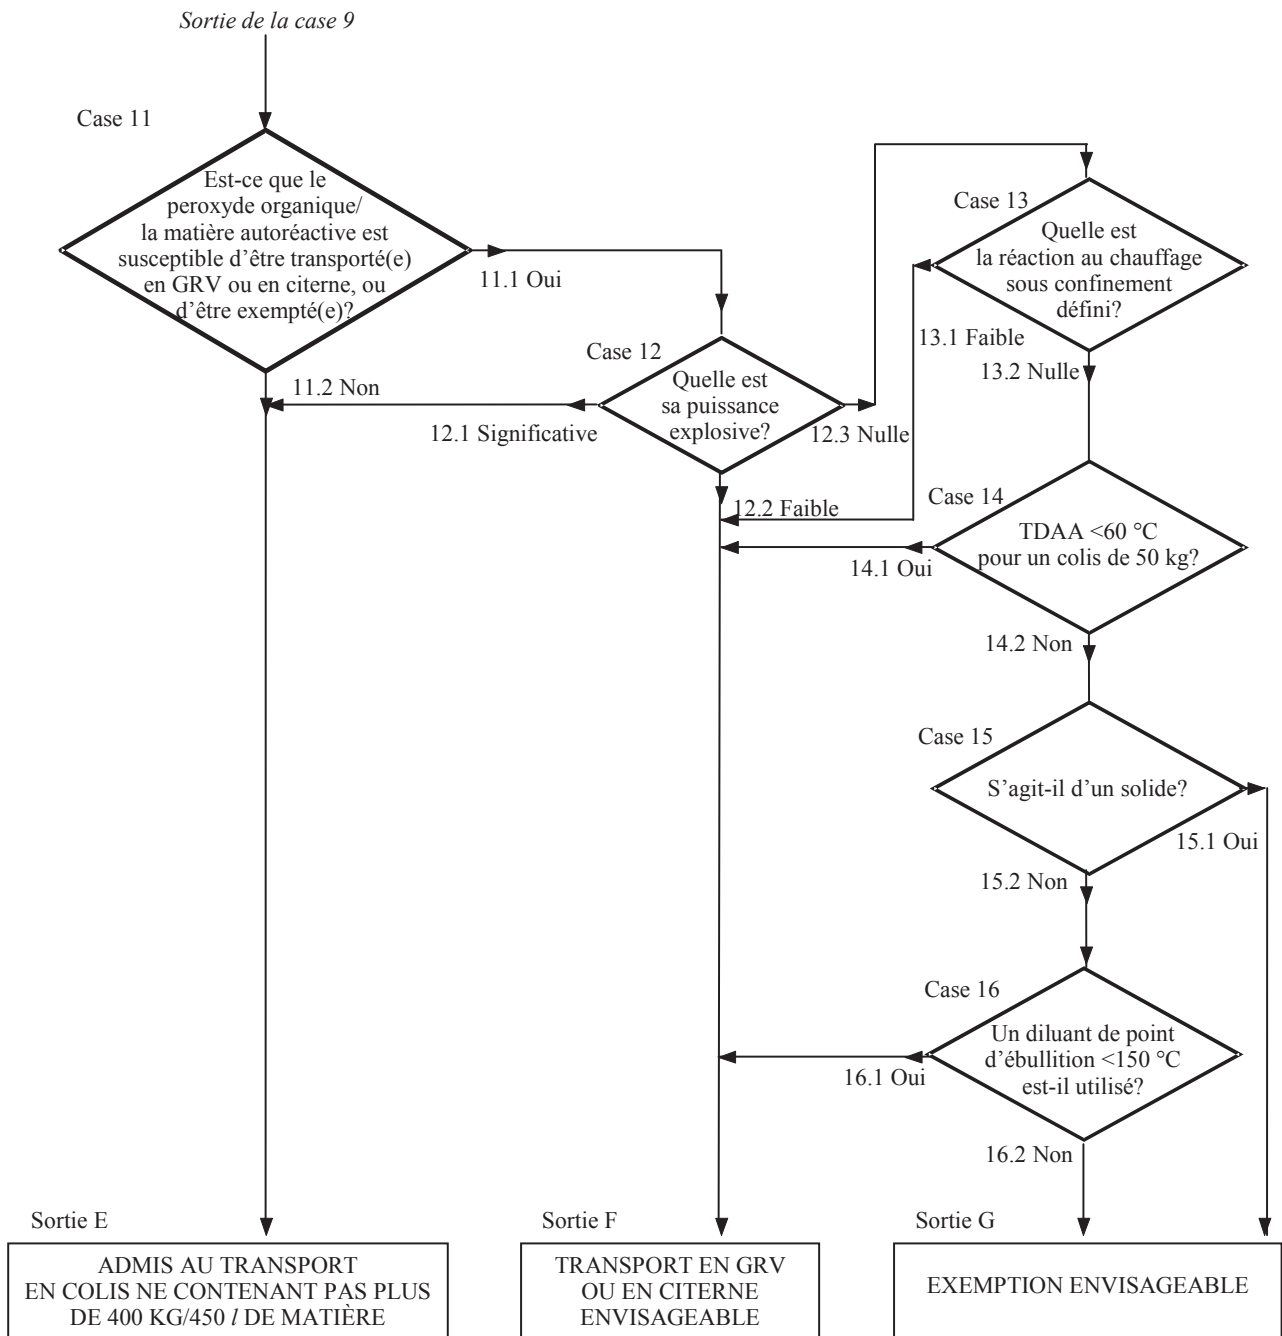 Sortie de la case 9
Case 11
Est-ce que le
peroxyde organique/
la matière autoréactive est
susceptible d'être transporté(e)
en GRV ou en citerne, ou
d'être exempté(e)?
11.1 Oui
11.2 Non
Case 12
Quelle est
sa puissance
explosive?
12.1 Significative
12.3 Nulle
12.2 Faible
Case 13
Quelle est
la réaction au chauffage
sous confinement
défini?
13.1 Faible
13.2 Nulle
Case 14
TDAA <60 °C
pour un colis de 50 kg?
14.1 Oui
14.2 Non
Case 15
S'agit-il d'un solide?
15.1 Oui
15.2 Non
Case 16
Un diluant de point
d'ébullition <150 °C
est-il utilisé?
16.1 Oui
16.2 Non
Sortie E
ADMIS AU TRANSPORT
EN COLIS NE CONTENANT PAS PLUS
DE 400 KG/450 l DE MATIÈRE
Sortie F
TRANSPORT EN GRV
OU EN CITERNE
ENVISAGEABLE
Sortie G
EXEMPTION ENVISAGEABLE